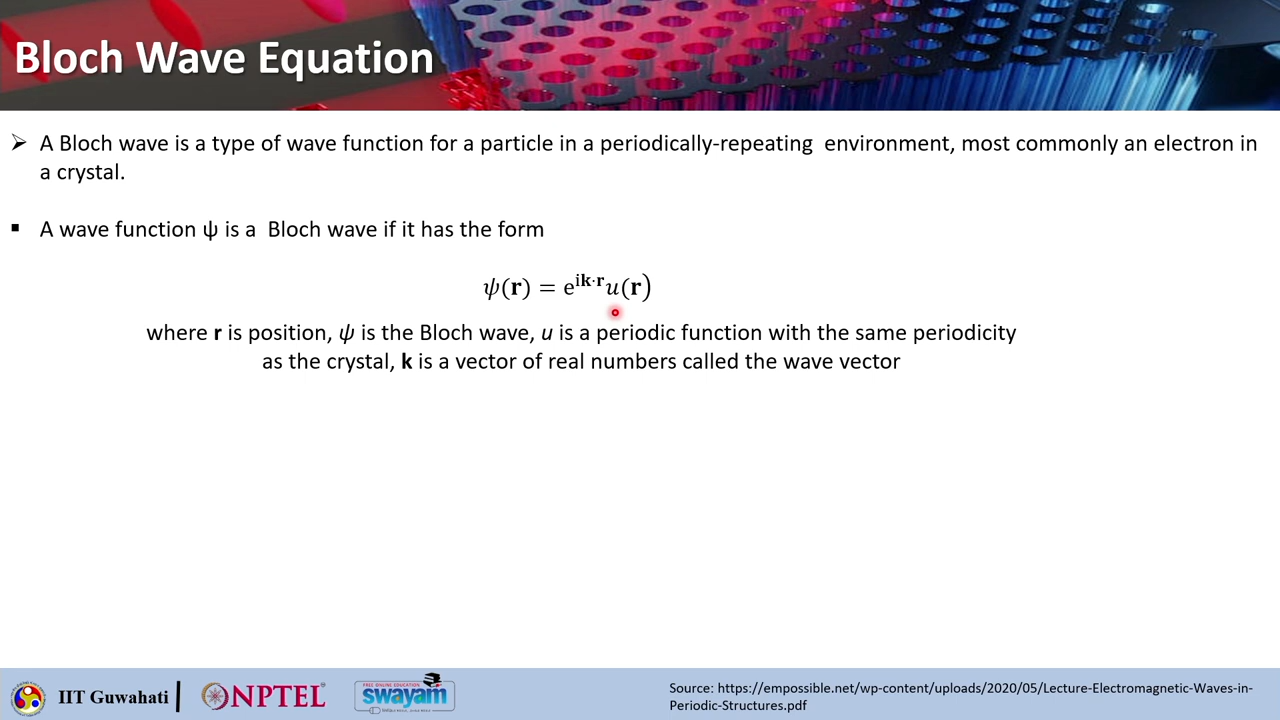 Bloch Wave Equation
➢ A Bloch wave is a type of wave function for a particle in a periodically-repeating environment, most commonly an electron in
a crystal.
▪ A wave function ψ is a Bloch wave if it has the form
𝜓(𝐫) = e^{i𝐤·𝐫}𝑢(𝐫)
where r is position, ψ is the Bloch wave, u is a periodic function with the same periodicity
as the crystal, k is a vector of real numbers called the wave vector
IIT Guwahati
NPTEL
FREE ONLINE EDUCATION
swayam
Source: https://empossible.net/wp-content/uploads/2020/05/Lecture-Electromagnetic-Waves-in-
Periodic-Structures.pdf